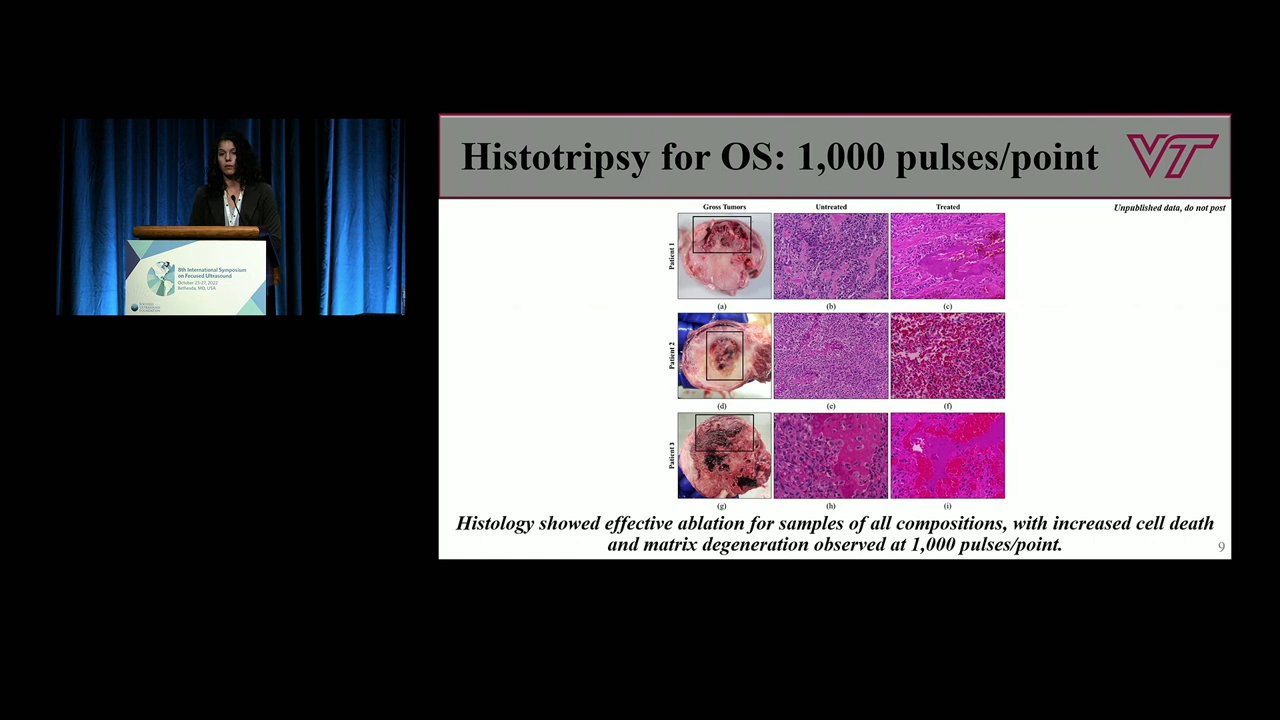 8th International Symposium
on Focused Ultrasound
October 23-27, 2022
Bethesda, MD, USA
FOCUSED
ULTRASOUND
FOUNDATION
Histotripsy for OS: 1,000 pulses/point
VT
Unpublished data, do not post
Gross Tumors
Untreated
Treated
Patient 1
(a)
(b)
(c)
Patient 2
(d)
(e)
(f)
Patient 3
(g)
(h)
(i)
Histology showed effective ablation for samples of all compositions, with increased cell death
and matrix degeneration observed at 1,000 pulses/point.
9